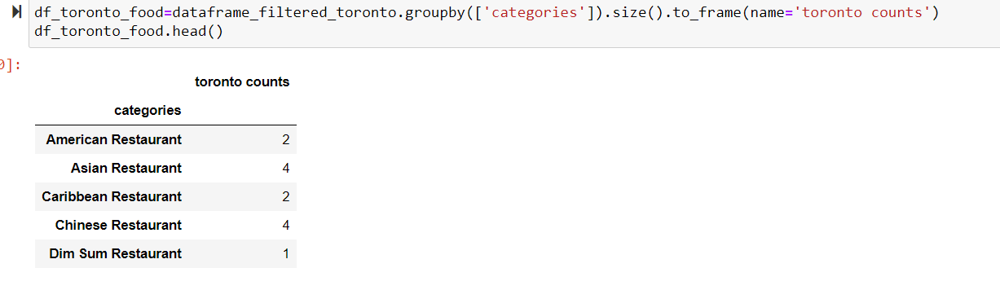 df_toronto_food=dataframe_filtered_toronto.groupby(['categories']).size().to_frame(name='toronto counts')
df_toronto_food.head()
0]:
toronto counts
categories
American Restaurant 2
Asian Restaurant 4
Caribbean Restaurant 2
Chinese Restaurant 4
Dim Sum Restaurant 1